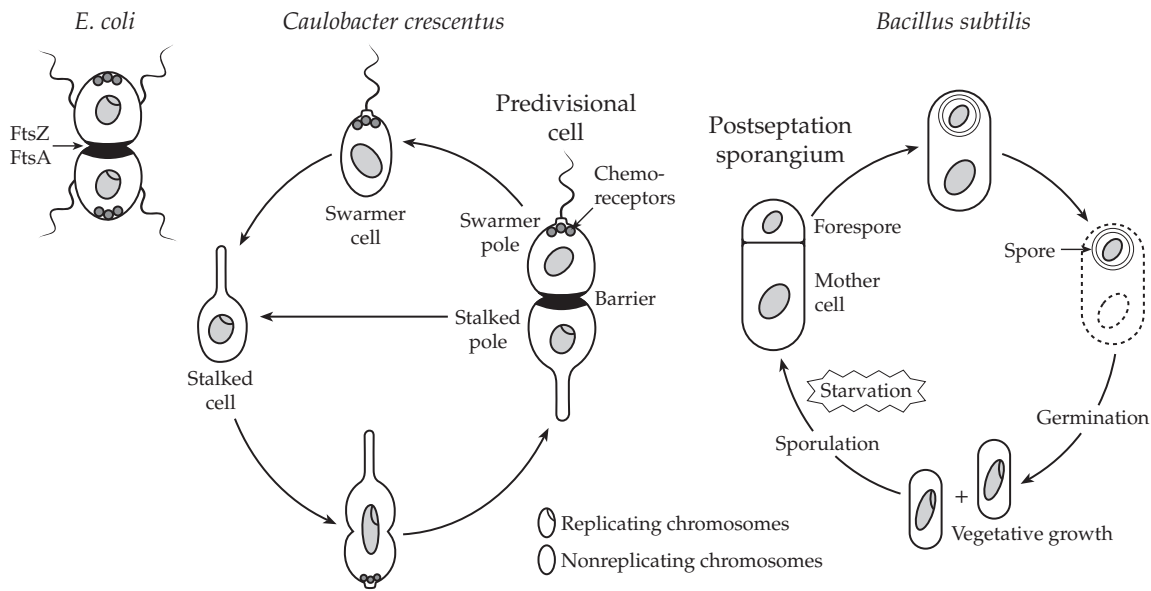 E. coli
Caulobacter crescentus
Bacillus subtilis
FtsZ
FtsA
Predivisional
cell
Chemo-
receptors
Swarmer
cell
Swarmer
pole
Barrier
Stalked
pole
Stalked
cell
Replicating chromosomes
Nonreplicating chromosomes
Postseptation
sporangium
Forespore
Mother
cell
Spore
Starvation
Sporulation
Germination
+
Vegetative growth